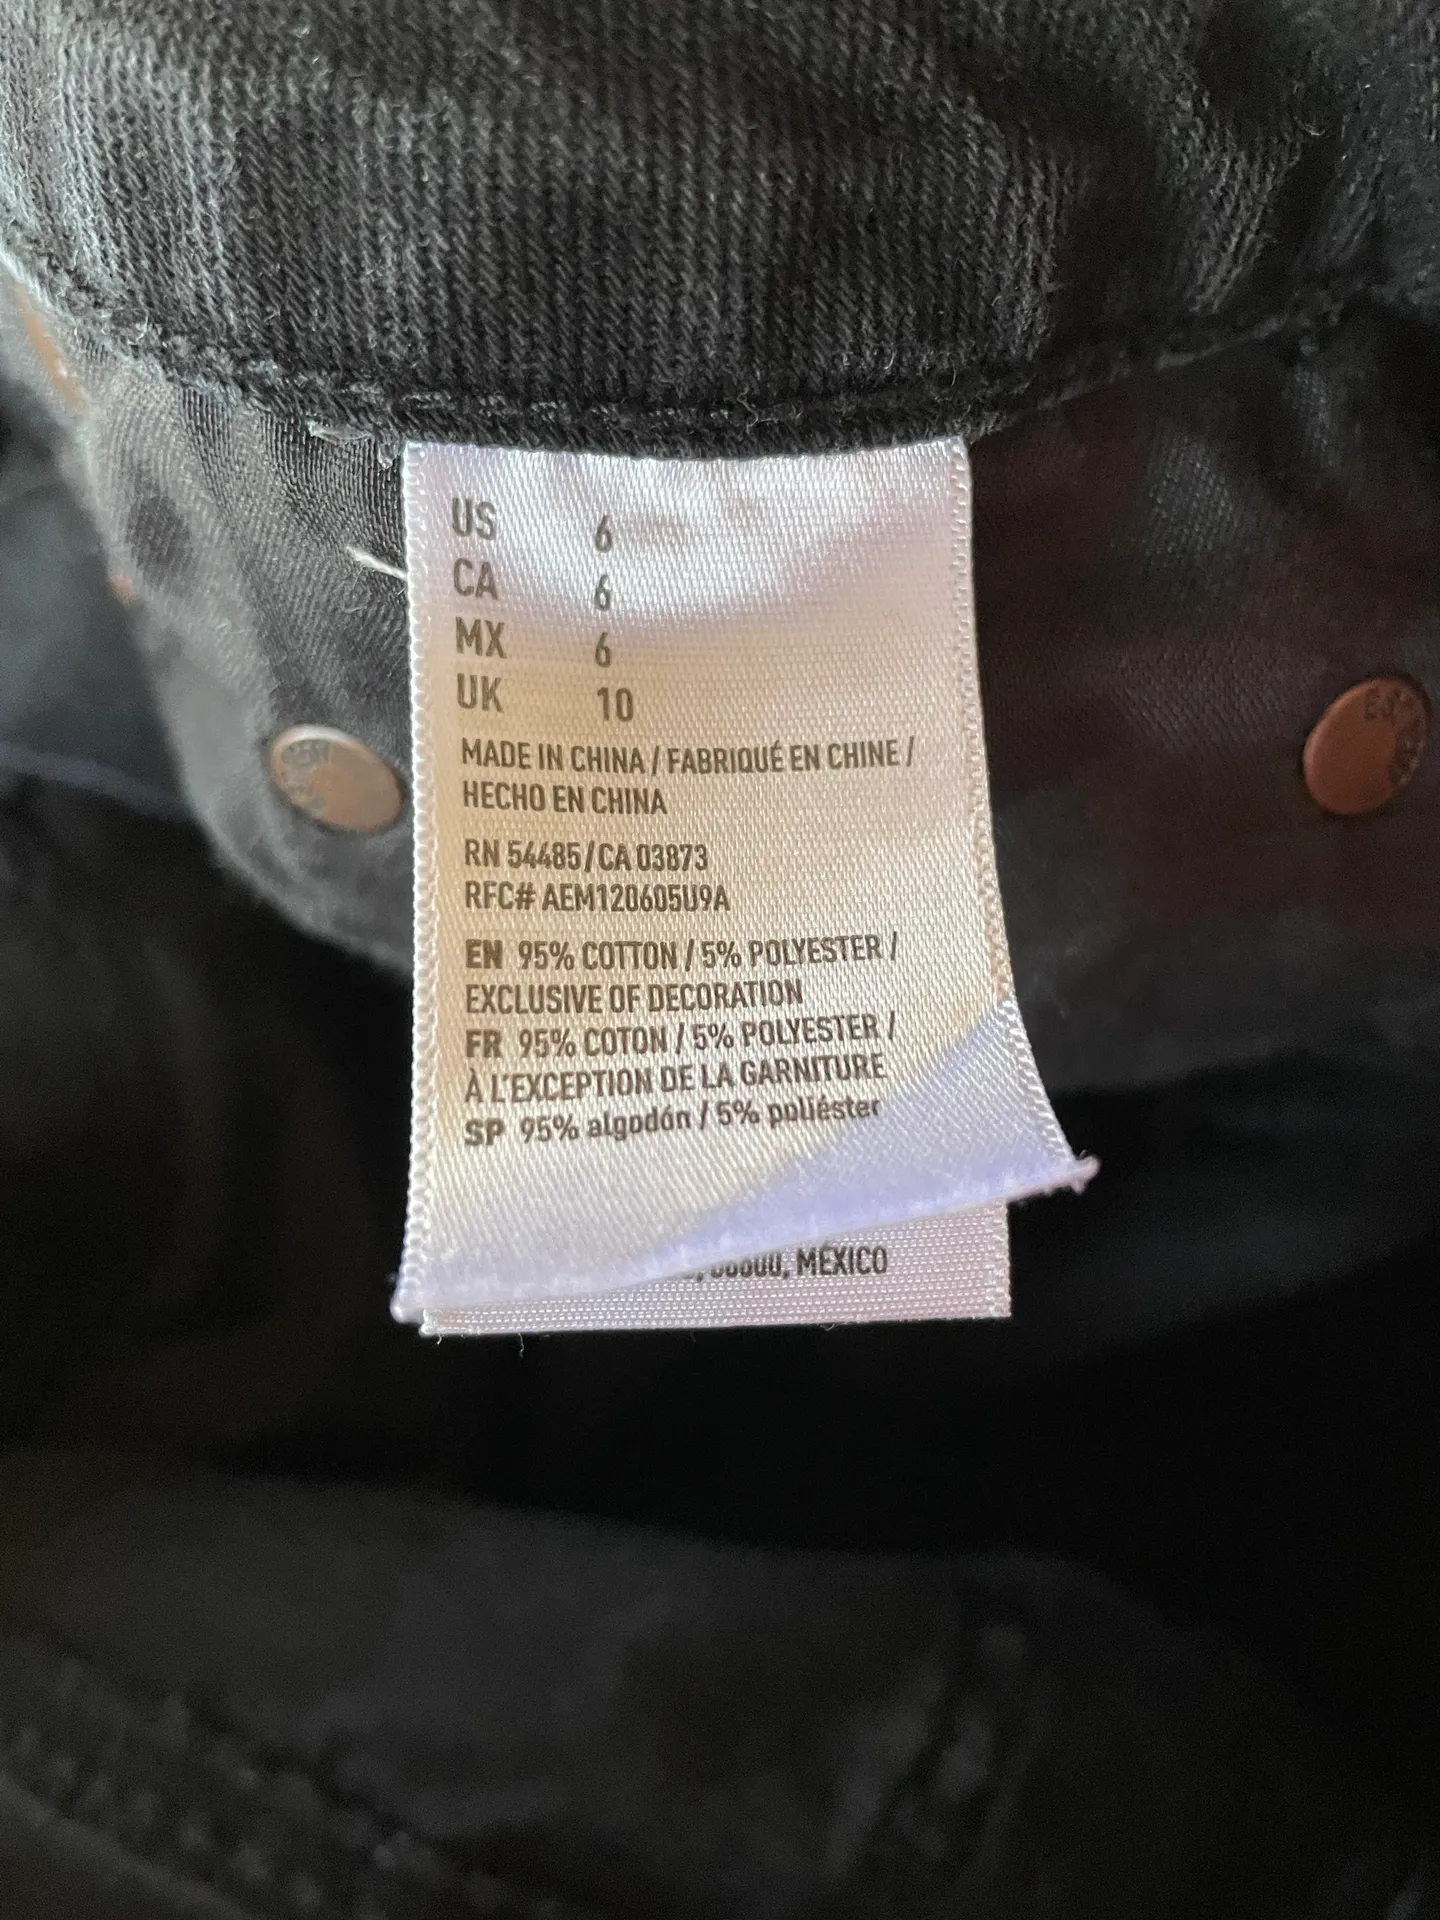 US 6
CA 6
MX 6
UK 10
MADE IN CHINA / FABRIQUÉ EN CHINE /
HECHO EN CHINA
RN 54485/CA 03873
RFC# AEM120605U9A
EN 95% COTTON / 5% POLYESTER /
EXCLUSIVE OF DECORATION
FR 95% COTON / 5% POLYESTER /
À L'EXCEPTION DE LA GARNITURE
SP 95% algodón / 5% poliéster
MÉXICO